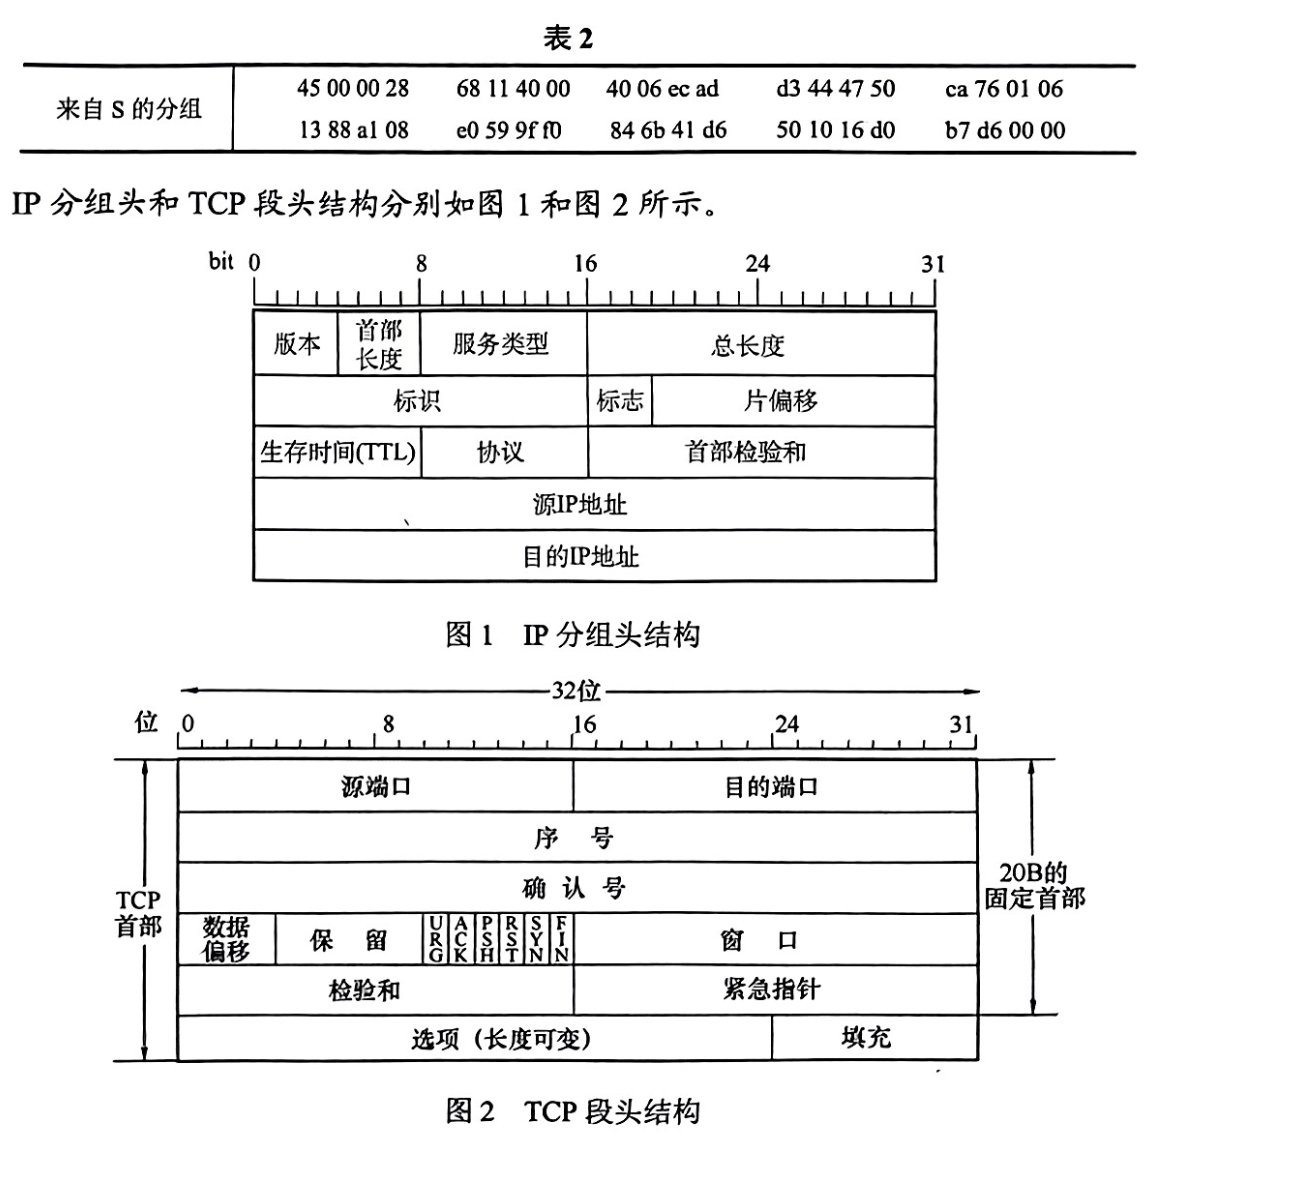 表 2
来自 S 的分组
45 00 00 28 68 11 40 00 40 06 ec ad d3 44 47 50 ca 76 01 06
13 88 a1 08 e0 59 9f f0 84 6b 41 d6 50 10 16 d0 b7 d6 00 00
IP 分组头和 TCP 段头结构分别如图 1 和图 2 所示。
bit 0 8 16 24 31
版本 首部长度 服务类型 总长度
标识 标志 片偏移
生存时间(TTL) 协议 首部检验和
源IP地址
目的IP地址
图 1 IP 分组头结构
32位
位 0 8 16 24 31
源端口 目的端口
序 号
确 认 号
TCP首部
20B的固定首部
数据偏移 保 留 URG ACK PSH RST SYN FIN 窗 口
检验和 紧急指针
选项（长度可变） 填充
图 2 TCP 段头结构